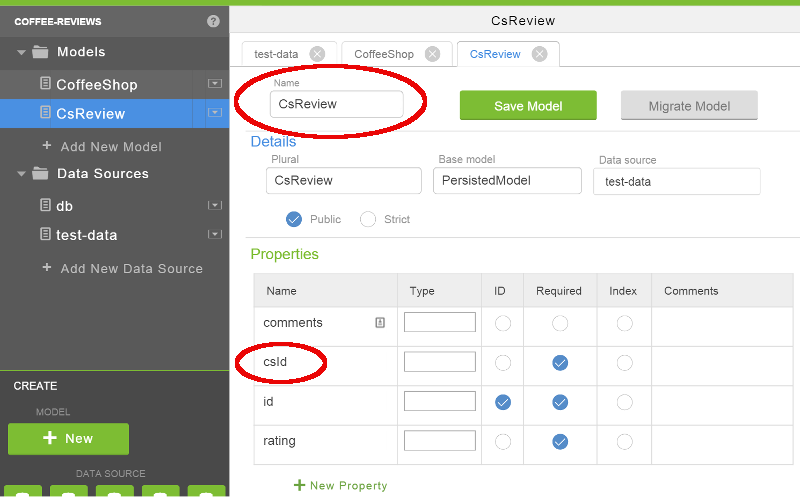 COFFEE-REVIEWS
?
Models
CoffeeShop
CsReview
+ Add New Model
Data Sources
db
test-data
+ Add New Data Source
CREATE
MODEL
+ New
DATA SOURCE
CsReview
test-data CoffeeShop CsReview
Name
CsReview
Save Model Migrate Model
Details
Plural Base model Data source
CsReview PersistedModel test-data
Public Strict
Properties
Name Type ID Required Index Comments
comments
csId
id
rating
+ New Property